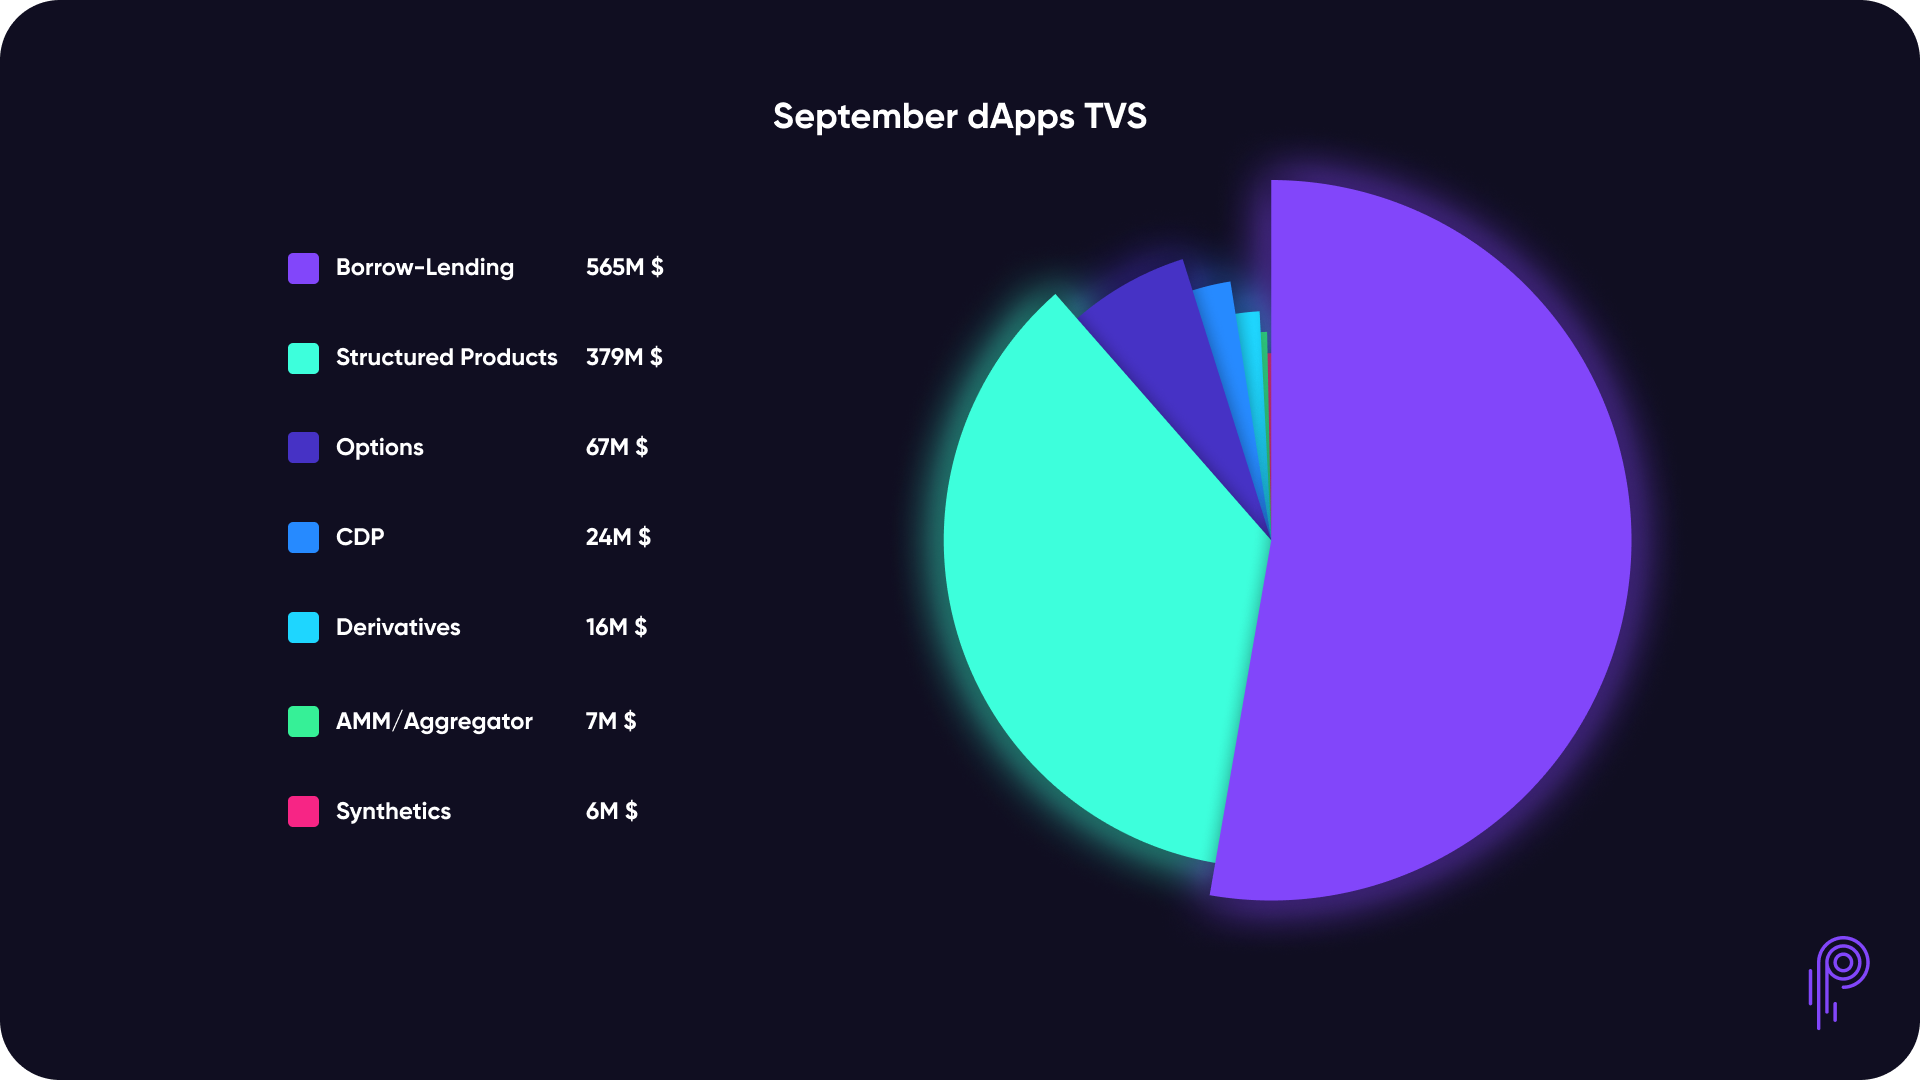 September dApps TVS
Borrow-Lending 565M $
Structured Products 379M $
Options 67M $
CDP 24M $
Derivatives 16M $
AMM/Aggregator 7M $
Synthetics 6M $